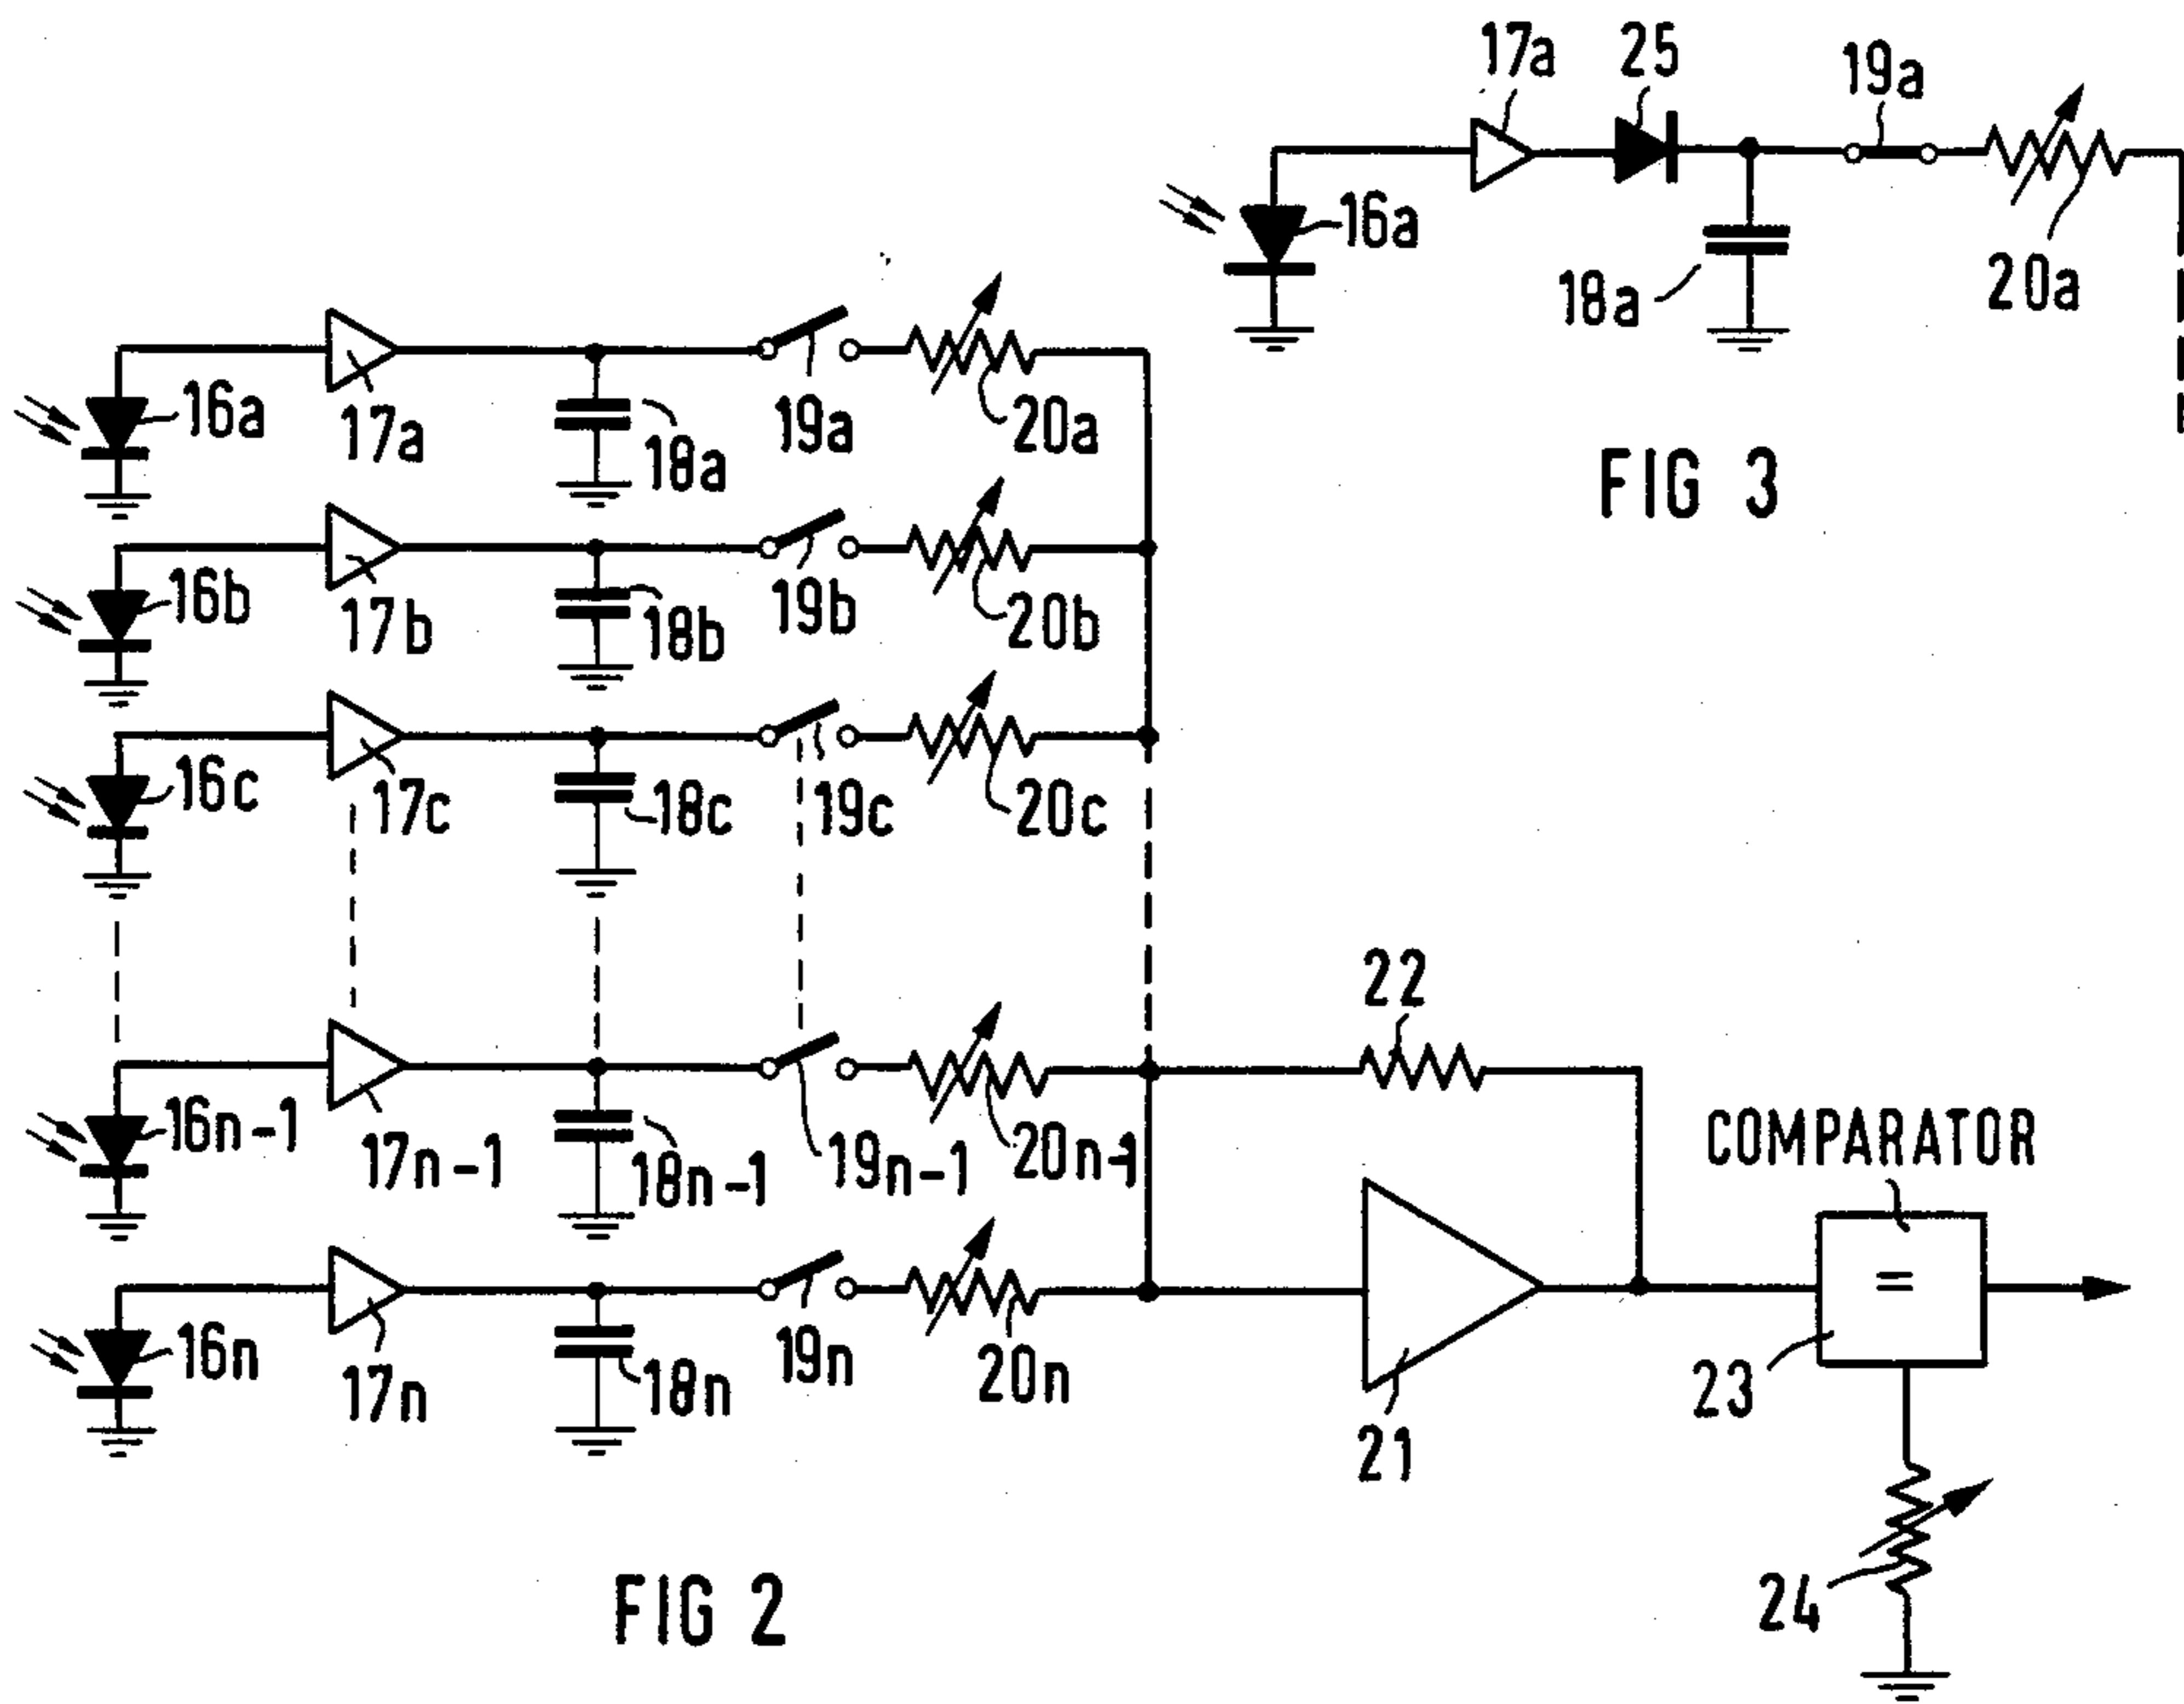 17a 25 19a
16a
18a 20a
FIG 3
16a 17a 18a 19a 20a
16b 17b 18b 19b 20b
16c 17c 18c 19c 20c
22
16n-1 17n-1 18n-1 19n-1 20n-1
COMPARATOR
=
16n 17n 18n 19n 20n
21
23
24
FIG 2